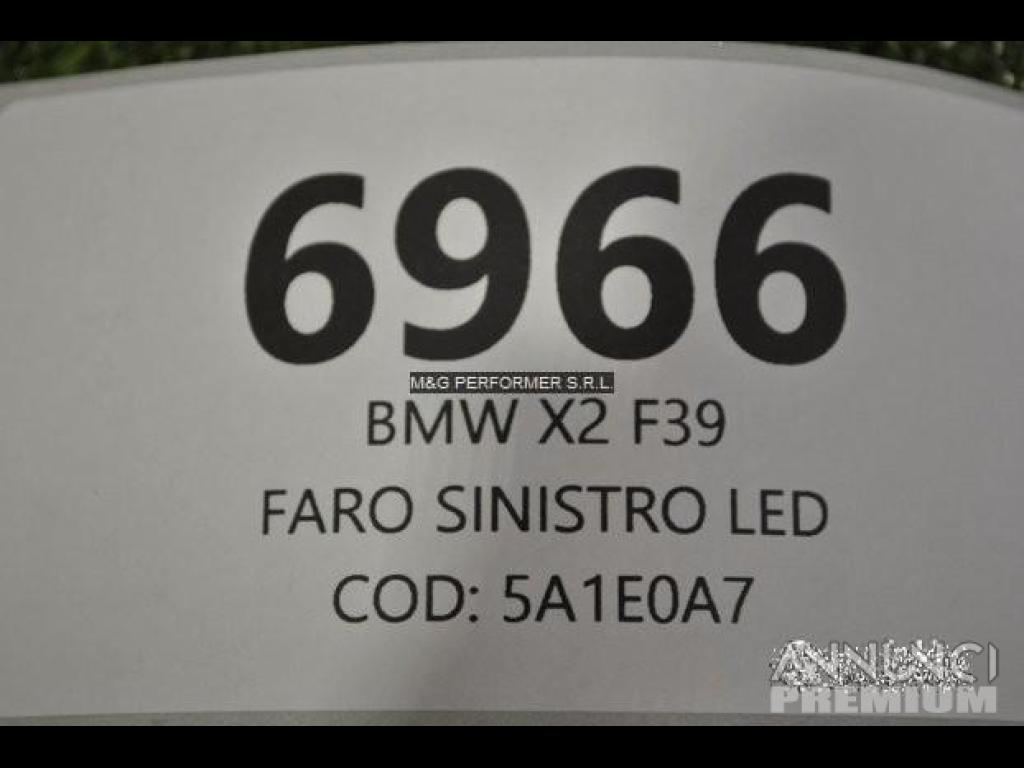 6966
M&G PERFORMER S.R.L.
BMW X2 F39
FARO SINISTRO LED
COD: 5A1E0A7
ANNUNCI
PREMIUM